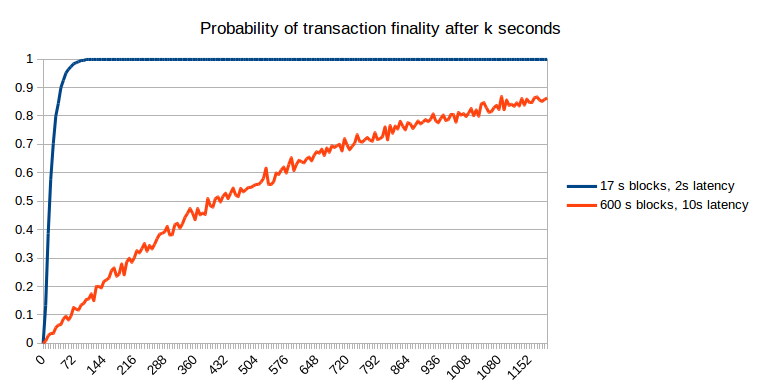 Probability of transaction finality after k seconds
1
0.9
0.8
0.7
0.6
0.5
0.4
0.3
0.2
0.1
0
17 s blocks, 2s latency
600 s blocks, 10s latency
0 72 144 216 288 360 432 504 576 648 720 792 864 936 1008 1080 1152